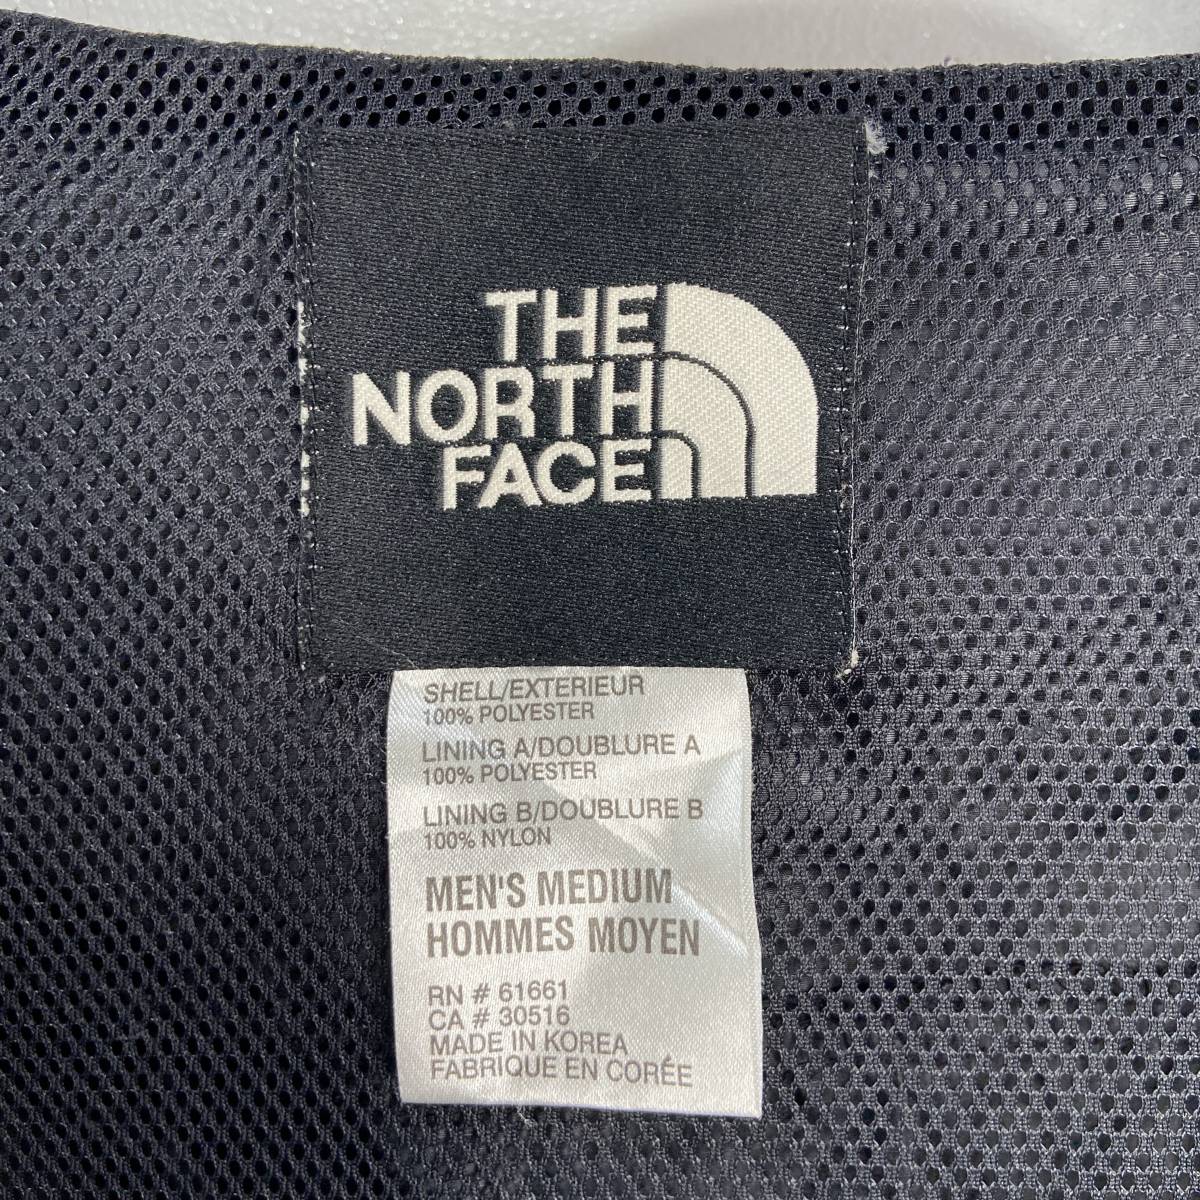 THE
NORTH
FACE
SHELL/EXTERIEUR
100% POLYESTER
LINING A/DOUBLURE A
100% POLYESTER
LINING B/DOUBLURE B
100% NYLON
MEN'S MEDIUM
HOMMES MOYEN
RN # 61661
CA # 30516
MADE IN KOREA
FABRIQUE EN CORÉE